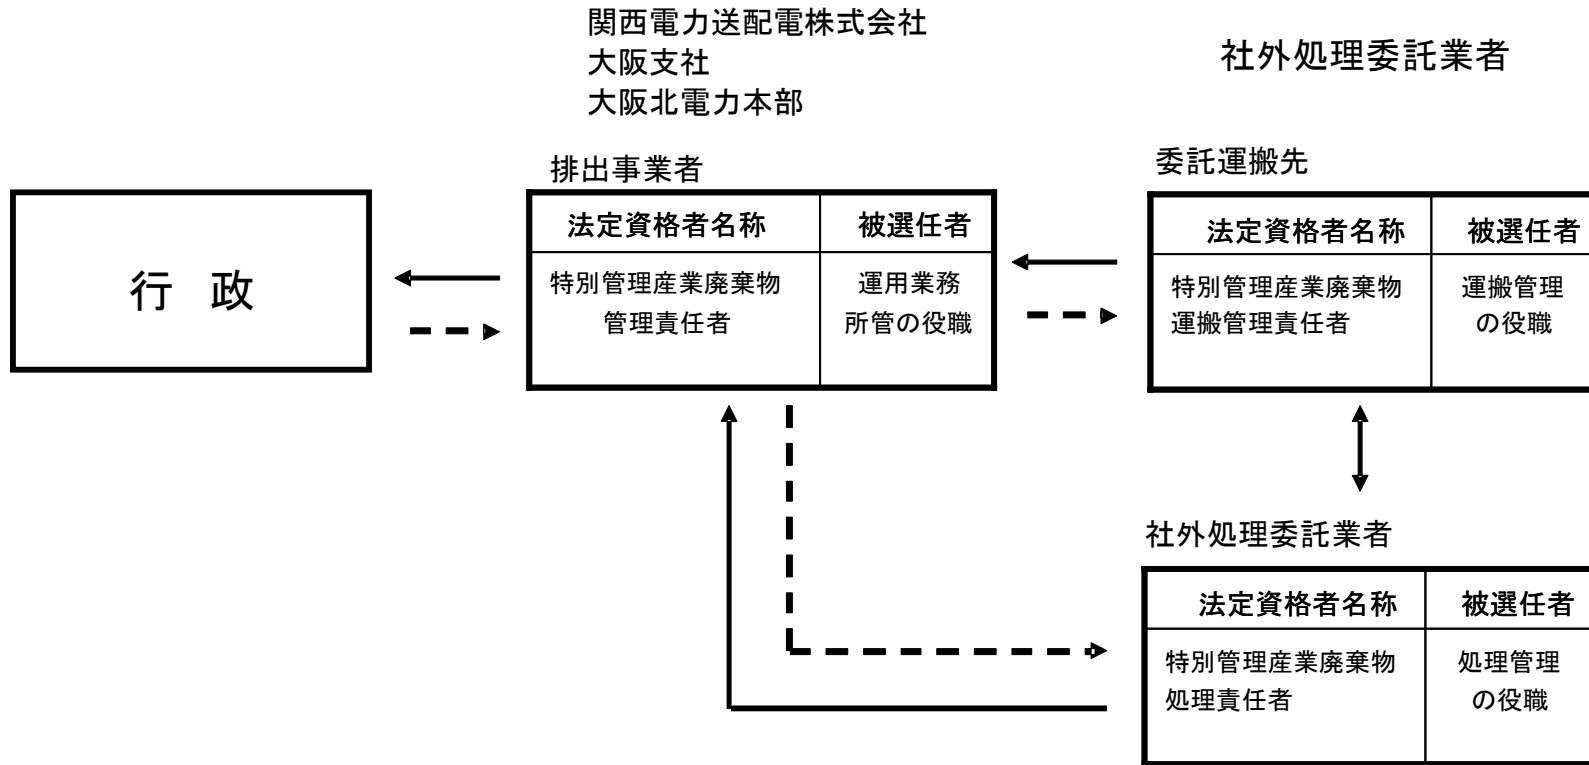 関西電力送配電株式会社
大阪支社
大阪北電力本部
社外処理委託業者
排出事業者
委託運搬先
行 政
法定資格者名称 被選任者
特別管理産業廃棄物 運用業務
管理責任者 所管の役職
法定資格者名称 被選任者
特別管理産業廃棄物 運搬管理
運搬管理責任者 の役職
社外処理委託業者
法定資格者名称 被選任者
特別管理産業廃棄物 処理管理
処理責任者 の役職